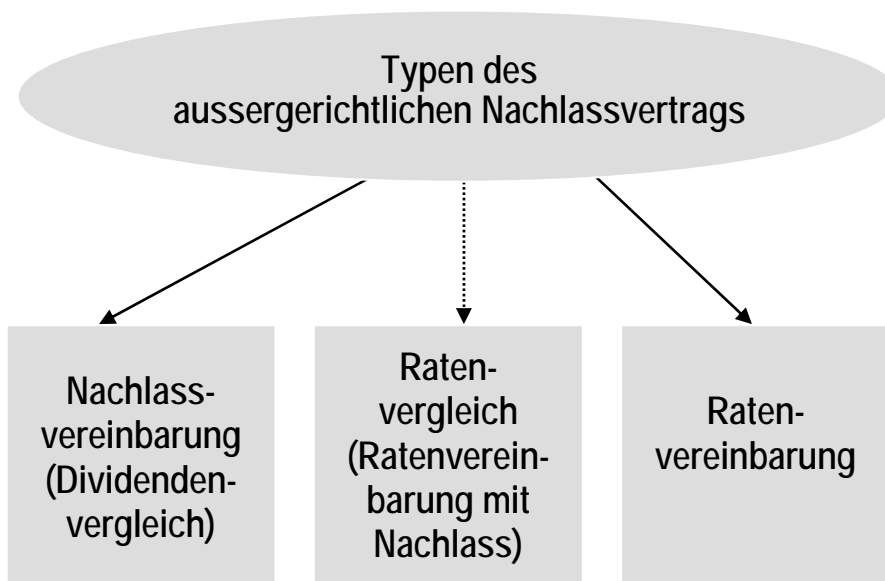 Typen des
aussergerichtlichen Nachlassvertrags
Nachlass-
vereinbarung
(Dividenden-
vergleich)
Raten-
vergleich
(Ratenverein-
barung mit
Nachlass)
Raten-
vereinbarung